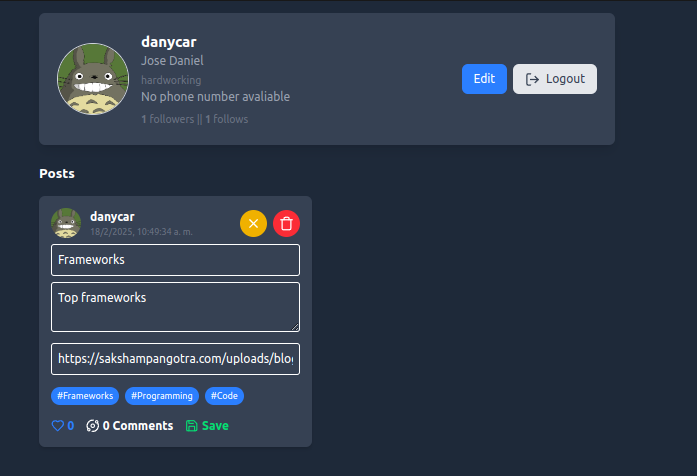 danycar
Jose Daniel
hardworking
No phone number avaliable
1 followers || 1 follows
Edit
Logout
Posts
danycar
18/2/2025, 10:49:34 a. m.
Frameworks
Top frameworks
https://sakshampangotra.com/uploads/blog
#Frameworks #Programming #Code
0 0 Comments Save